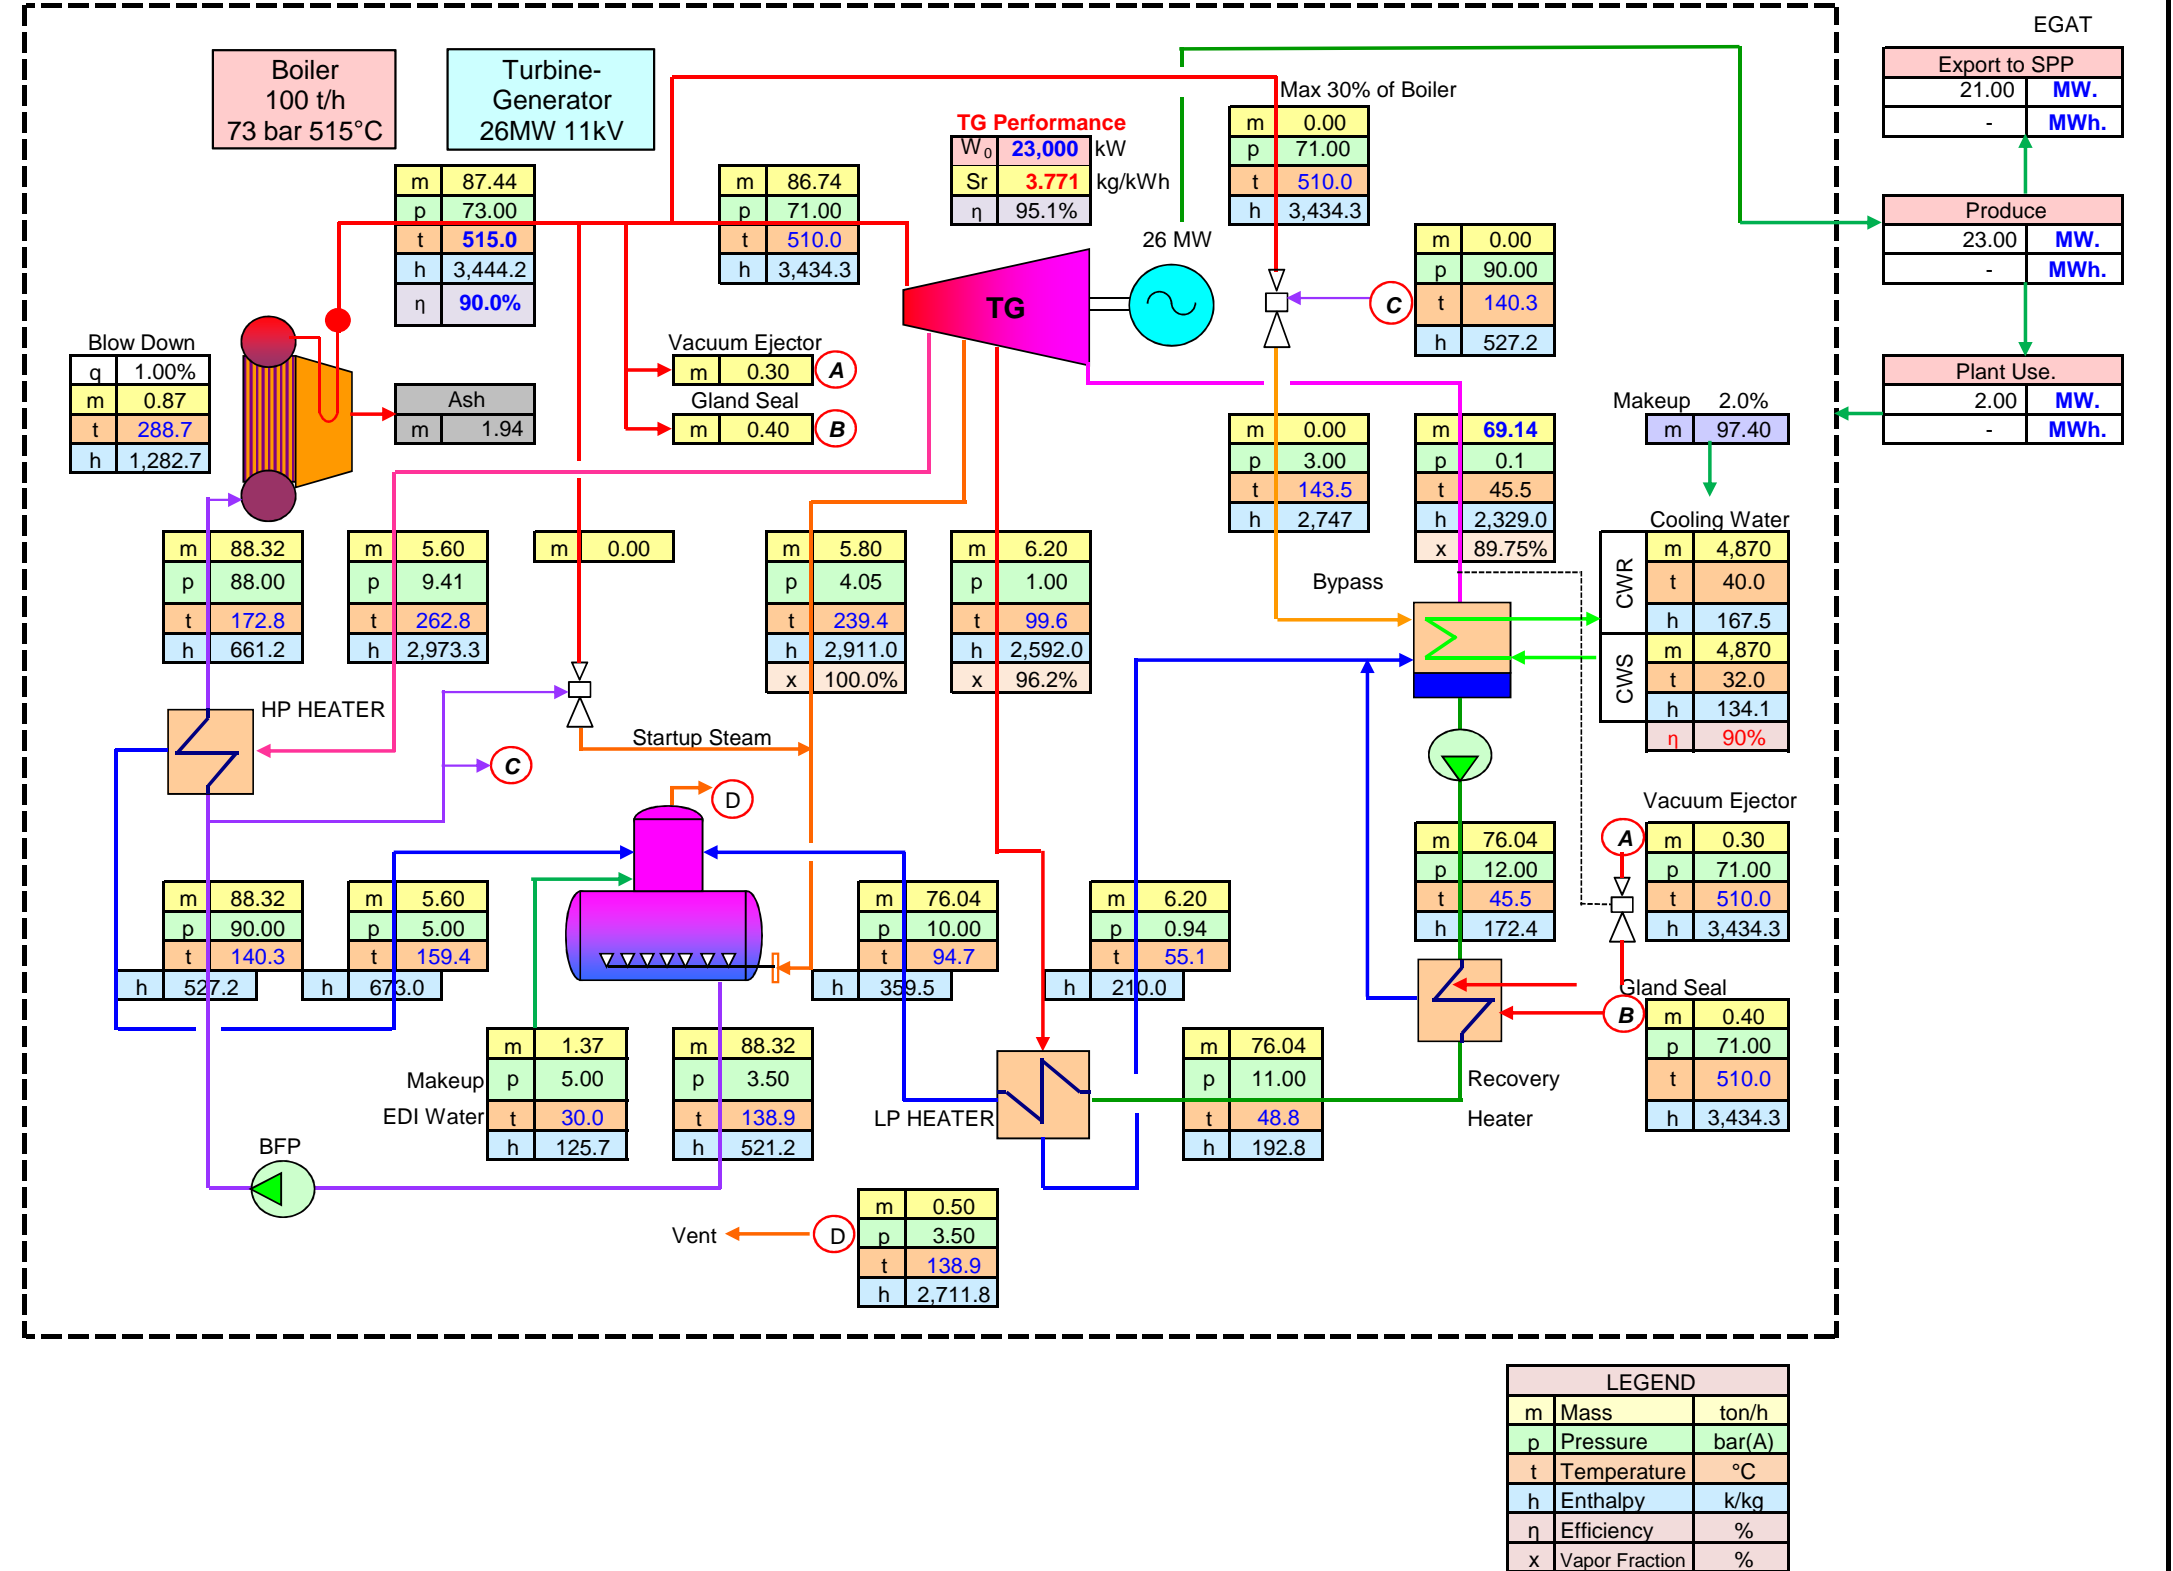 EGAT
Export to SPP
21.00 MW.
- MWh.
Boiler
100 t/h
73 bar 515°C
Turbine-
Generator
26MW 11kV
Max 30% of Boiler
m 0.00
p 71.00
t 510.0
h 3,434.3
TG Performance
W0 23,000 kW
Sr 3.771 kg/kWh
η 95.1%
m 87.44
p 73.00
t 515.0
h 3,444.2
η 90.0%
m 86.74
p 71.00
t 510.0
h 3,434.3
Produce
23.00 MW.
- MWh.
26 MW
TG
m 0.00
p 90.00
t 140.3
h 527.2
C
Blow Down
q 1.00%
m 0.87
t 288.7
h 1,282.7
Vacuum Ejector
m 0.30 A
Gland Seal
m 0.40 B
Ash
m 1.94
Plant Use.
2.00 MW.
- MWh.
Makeup 2.0%
m 97.40
m 0.00
p 3.00
t 143.5
h 2,747
m 69.14
p 0.1
t 45.5
h 2,329.0
x 89.75%
Cooling Water
CWR
m 4,870
t 40.0
h 167.5
CWS
m 4,870
t 32.0
h 134.1
η 90%
m 88.32
p 88.00
t 172.8
h 661.2
m 5.60
p 9.41
t 262.8
h 2,973.3
m 0.00
m 5.80
p 4.05
t 239.4
h 2,911.0
x 100.0%
m 6.20
p 1.00
t 99.6
h 2,592.0
x 96.2%
Bypass
HP HEATER
Startup Steam
C
D
Vacuum Ejector
A
m 0.30
p 71.00
t 510.0
h 3,434.3
m 76.04
p 12.00
t 45.5
h 172.4
m 88.32
p 90.00
t 140.3
h 527.2
m 5.60
p 5.00
t 159.4
h 673.0
m 76.04
p 10.00
t 94.7
h 359.5
m 6.20
p 0.94
t 55.1
h 210.0
Gland Seal
B
m 0.40
p 71.00
t 510.0
h 3,434.3
Makeup
EDI Water
m 1.37
p 5.00
t 30.0
h 125.7
m 88.32
p 3.50
t 138.9
h 521.2
LP HEATER
m 76.04
p 11.00
t 48.8
h 192.8
Recovery
Heater
BFP
Vent
D
m 0.50
p 3.50
t 138.9
h 2,711.8
LEGEND
m Mass ton/h
p Pressure bar(A)
t Temperature °C
h Enthalpy k/kg
η Efficiency %
x Vapor Fraction %